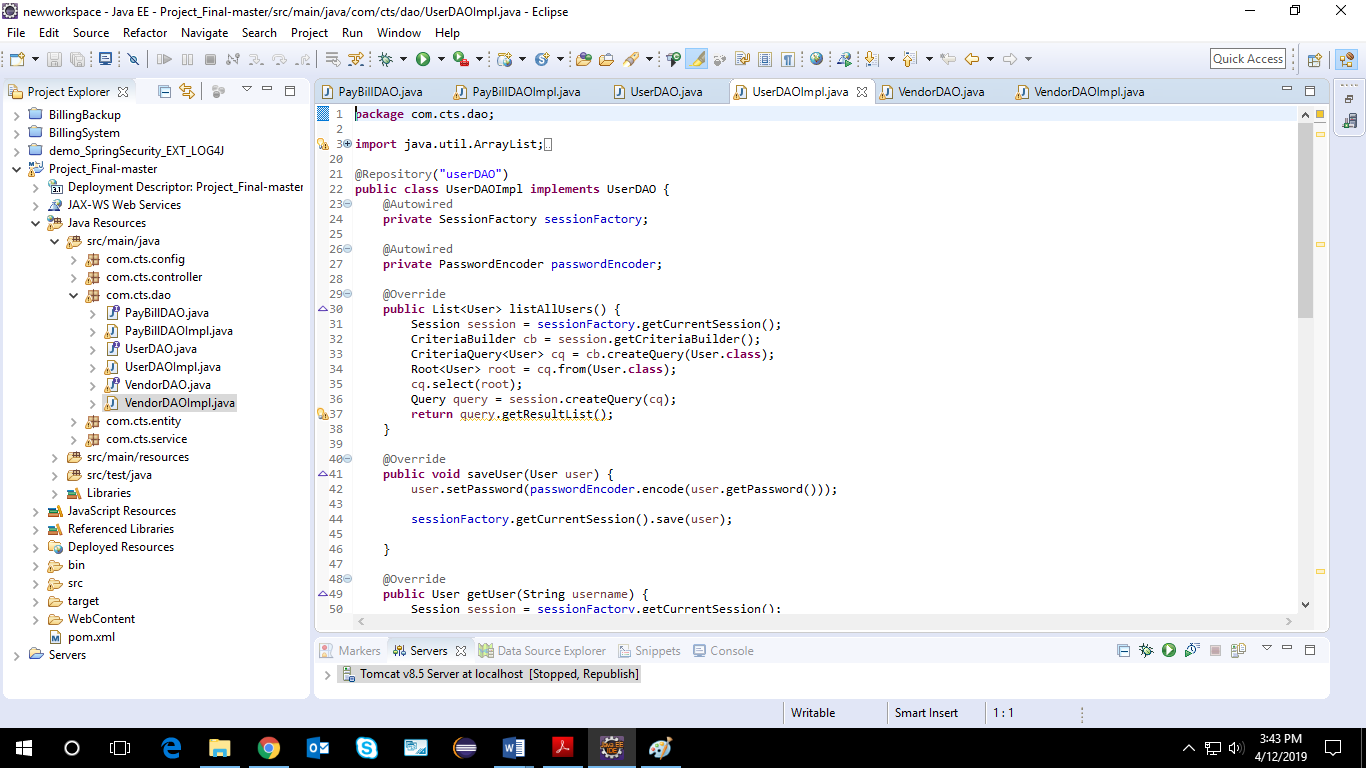 newworkspace - Java EE - Project_Final-master/src/main/java/com/cts/dao/UserDAOImpl.java - Eclipse
File Edit Source Refactor Navigate Search Project Run Window Help
Quick Access
Project Explorer
BillingBackup
BillingSystem
demo_SpringSecurity_EXT_LOG4J
Project_Final-master
Deployment Descriptor: Project_Final-master
JAX-WS Web Services
Java Resources
src/main/java
com.cts.config
com.cts.controller
com.cts.dao
PayBillDAO.java
PayBillDAOImpl.java
UserDAO.java
UserDAOImpl.java
VendorDAO.java
VendorDAOImpl.java
com.cts.entity
com.cts.service
src/main/resources
src/test/java
Libraries
JavaScript Resources
Referenced Libraries
Deployed Resources
bin
src
target
WebContent
pom.xml
Servers
PayBillDAO.java PayBillDAOImpl.java UserDAO.java UserDAOImpl.java VendorDAO.java VendorDAOImpl.java
1 package com.cts.dao;
2
3 import java.util.ArrayList;
20
21 @Repository("userDAO")
22 public class UserDAOImpl implements UserDAO {
23 @Autowired
24 private SessionFactory sessionFactory;
25
26 @Autowired
27 private PasswordEncoder passwordEncoder;
28
29 @Override
30 public List<User> listAllUsers() {
31 Session session = sessionFactory.getCurrentSession();
32 CriteriaBuilder cb = session.getCriteriaBuilder();
33 CriteriaQuery<User> cq = cb.createQuery(User.class);
34 Root<User> root = cq.from(User.class);
35 cq.select(root);
36 Query query = session.createQuery(cq);
37 return query.getResultList();
38 }
39
40 @Override
41 public void saveUser(User user) {
42 user.setPassword(passwordEncoder.encode(user.getPassword()));
43
44 sessionFactory.getCurrentSession().save(user);
45
46 }
47
48 @Override
49 public User getUser(String username) {
50 Session session = sessionFactory.getCurrentSession();
Markers Servers Data Source Explorer Snippets Console
Tomcat v8.5 Server at localhost [Stopped, Republish]
Writable Smart Insert 1 : 1
3:43 PM
4/12/2019